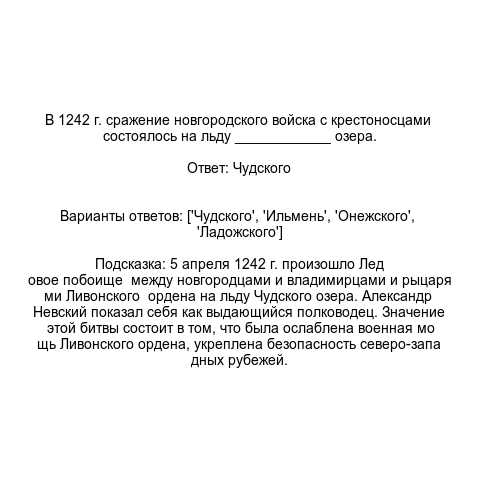 В 1242 г. сражение новгородского войска с крестоносцами
состоялось на льду ____________ озера.
Ответ: Чудского
Варианты ответов: ['Чудского', 'Ильмень', 'Онежского',
'Ладожского']
Подсказка: 5 апреля 1242 г. произошло Лед
овое побоище  между новгородцами и владимирцами и рыцаря
ми Ливонского  ордена на льду Чудского озера. Александр
Невский показал себя как выдающийся полководец. Значение
этой битвы состоит в том, что была ослаблена военная мо
щь Ливонского ордена, укреплена безопасность северо-запа
дных рубежей.